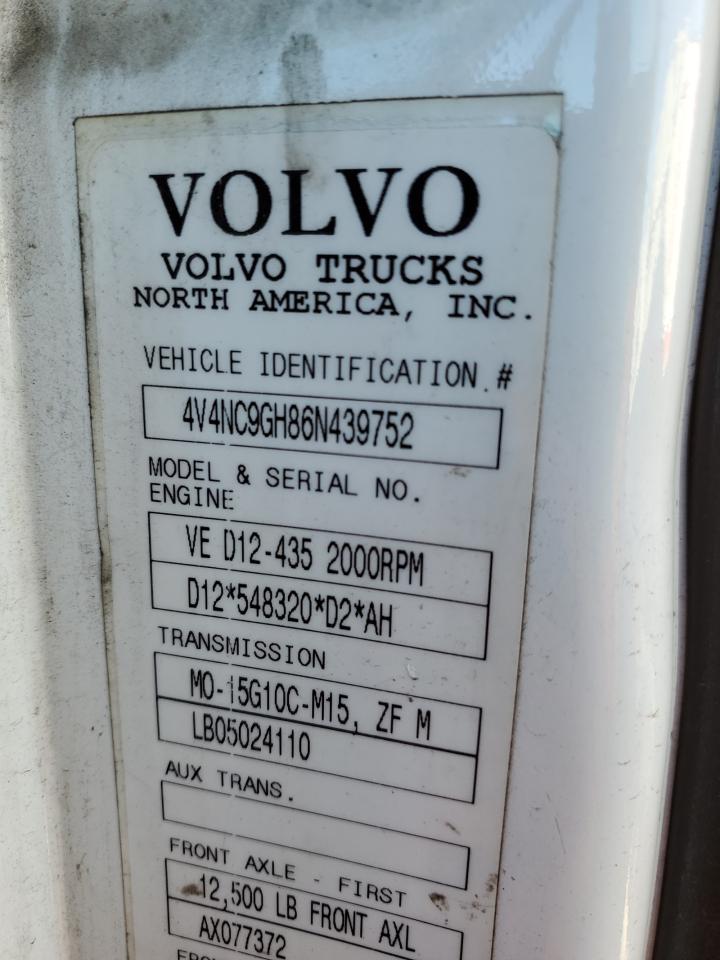 VOLVO
VOLVO TRUCKS
NORTH AMERICA, INC.
VEHICLE IDENTIFICATION #
4V4NC9GH86N439752
MODEL & SERIAL NO.
ENGINE
VE D12-435 2000RPM
D12*548320*D2*AH
TRANSMISSION
MO-15G10C-M15, ZF M
LB05024110
AUX TRANS.
FRONT AXLE - FIRST
12,500 LB FRONT AXL
AX077372